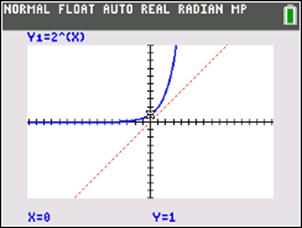 NORMAL FLOAT AUTO REAL RADIAN MP
Y1=2^(X)
X=0 Y=1